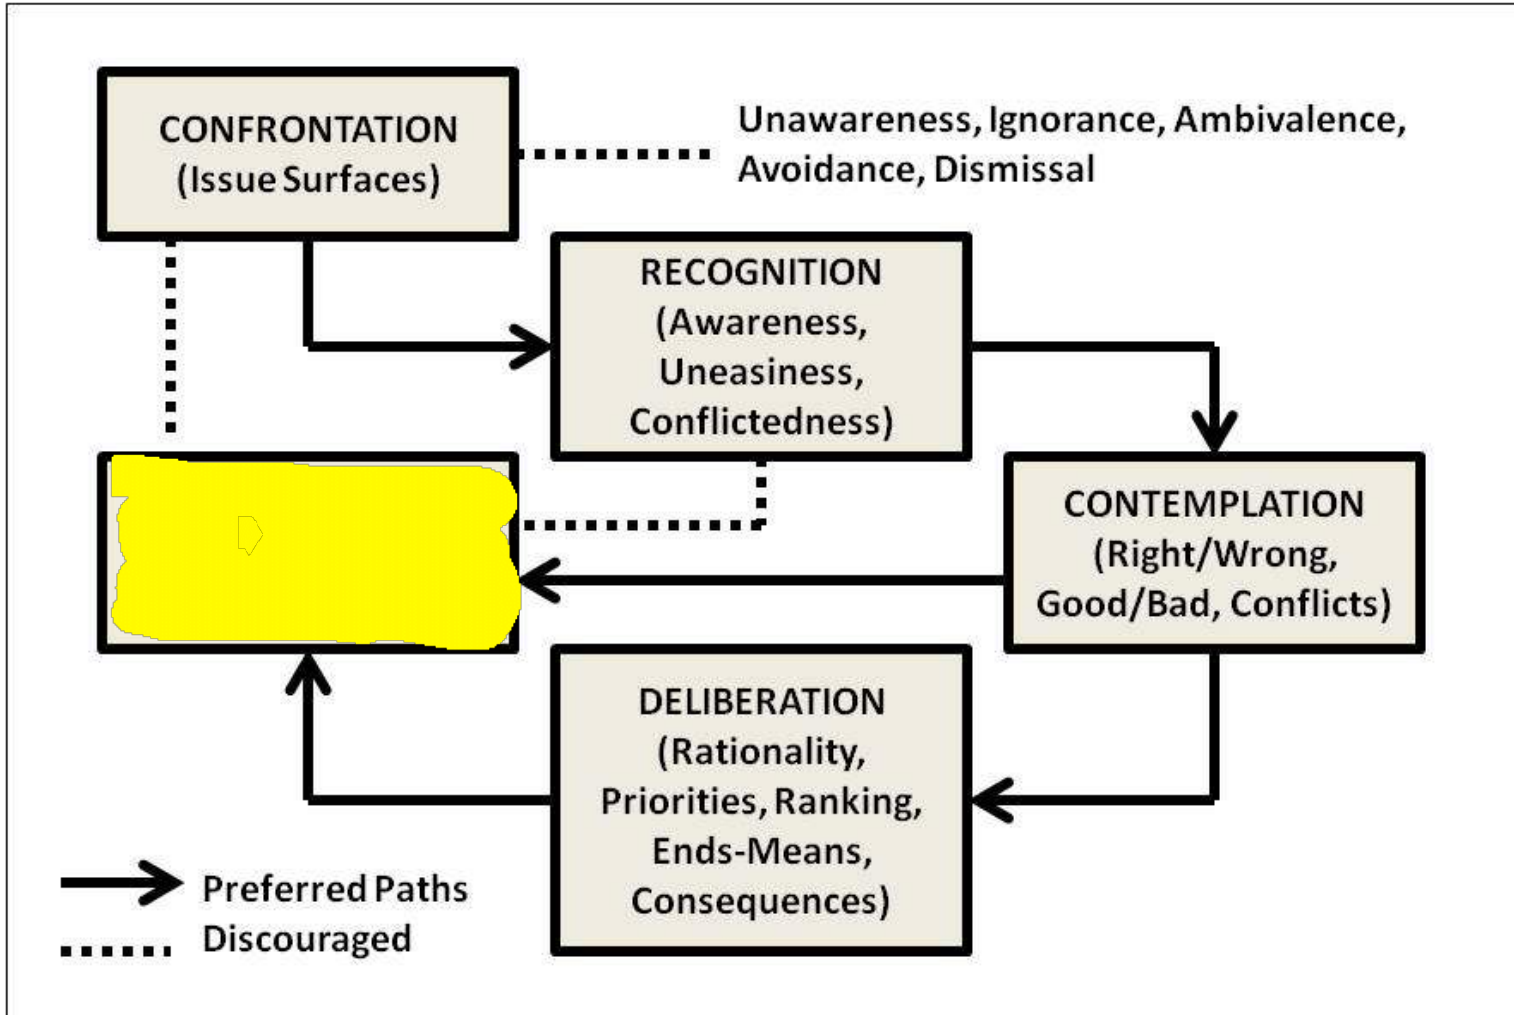 CONFRONTATION
(Issue Surfaces)
Unawareness, Ignorance, Ambivalence,
Avoidance, Dismissal
RECOGNITION
(Awareness,
Uneasiness,
Conflictedness)
CONTEMPLATION
(Right/Wrong,
Good/Bad, Conflicts)
DELIBERATION
(Rationality,
Priorities, Ranking,
Ends-Means,
Consequences)
Preferred Paths
Discouraged